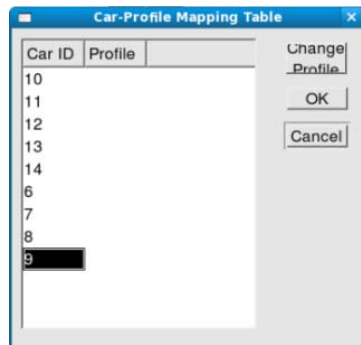 Car-Profile Mapping Table
Car ID Profile
10
11
12
13
14
6
7
8
9
Change
Profile
OK
Cancel